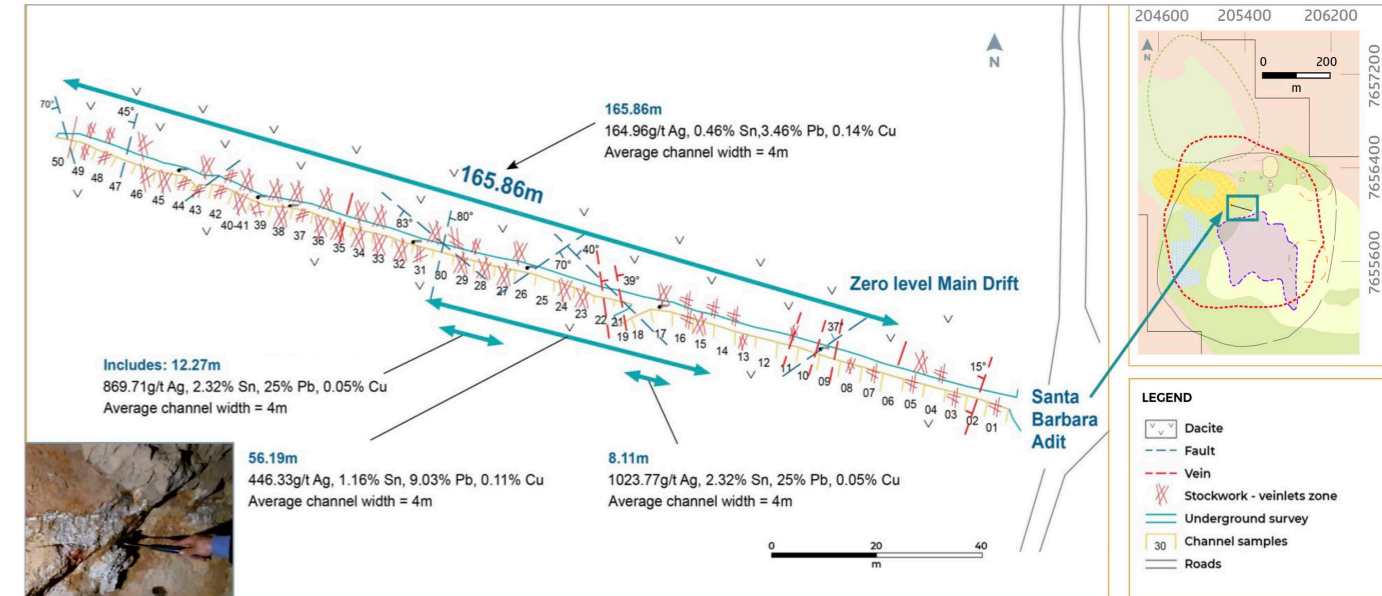 204600 205400 206200
N
N
0 200
m
7657200
7656400
7655600
70°
45°
165.86m
164.96g/t Ag, 0.46% Sn,3.46% Pb, 0.14% Cu
Average channel width = 4m
165.86m
83°
80°
40°
70°
39°
37°
15°
50 49 48 47 46 45 44 43 42 40-41 39 38 37 36 35 34 33 32 31 30 29 28 27 26 25 24 23 22 21 19 18 17 16 15 14 13 12 11 10 09 08 07 06 05 04 03 02 01
Zero level Main Drift
Includes: 12.27m
869.71g/t Ag, 2.32% Sn, 25% Pb, 0.05% Cu
Average channel width = 4m
Santa
Barbara
Adit
56.19m
446.33g/t Ag, 1.16% Sn, 9.03% Pb, 0.11% Cu
Average channel width = 4m
8.11m
1023.77g/t Ag, 2.32% Sn, 25% Pb, 0.05% Cu
Average channel width = 4m
0 20 40
m
LEGEND
Dacite
Fault
Vein
Stockwork - veinlets zone
Underground survey
30 Channel samples
Roads